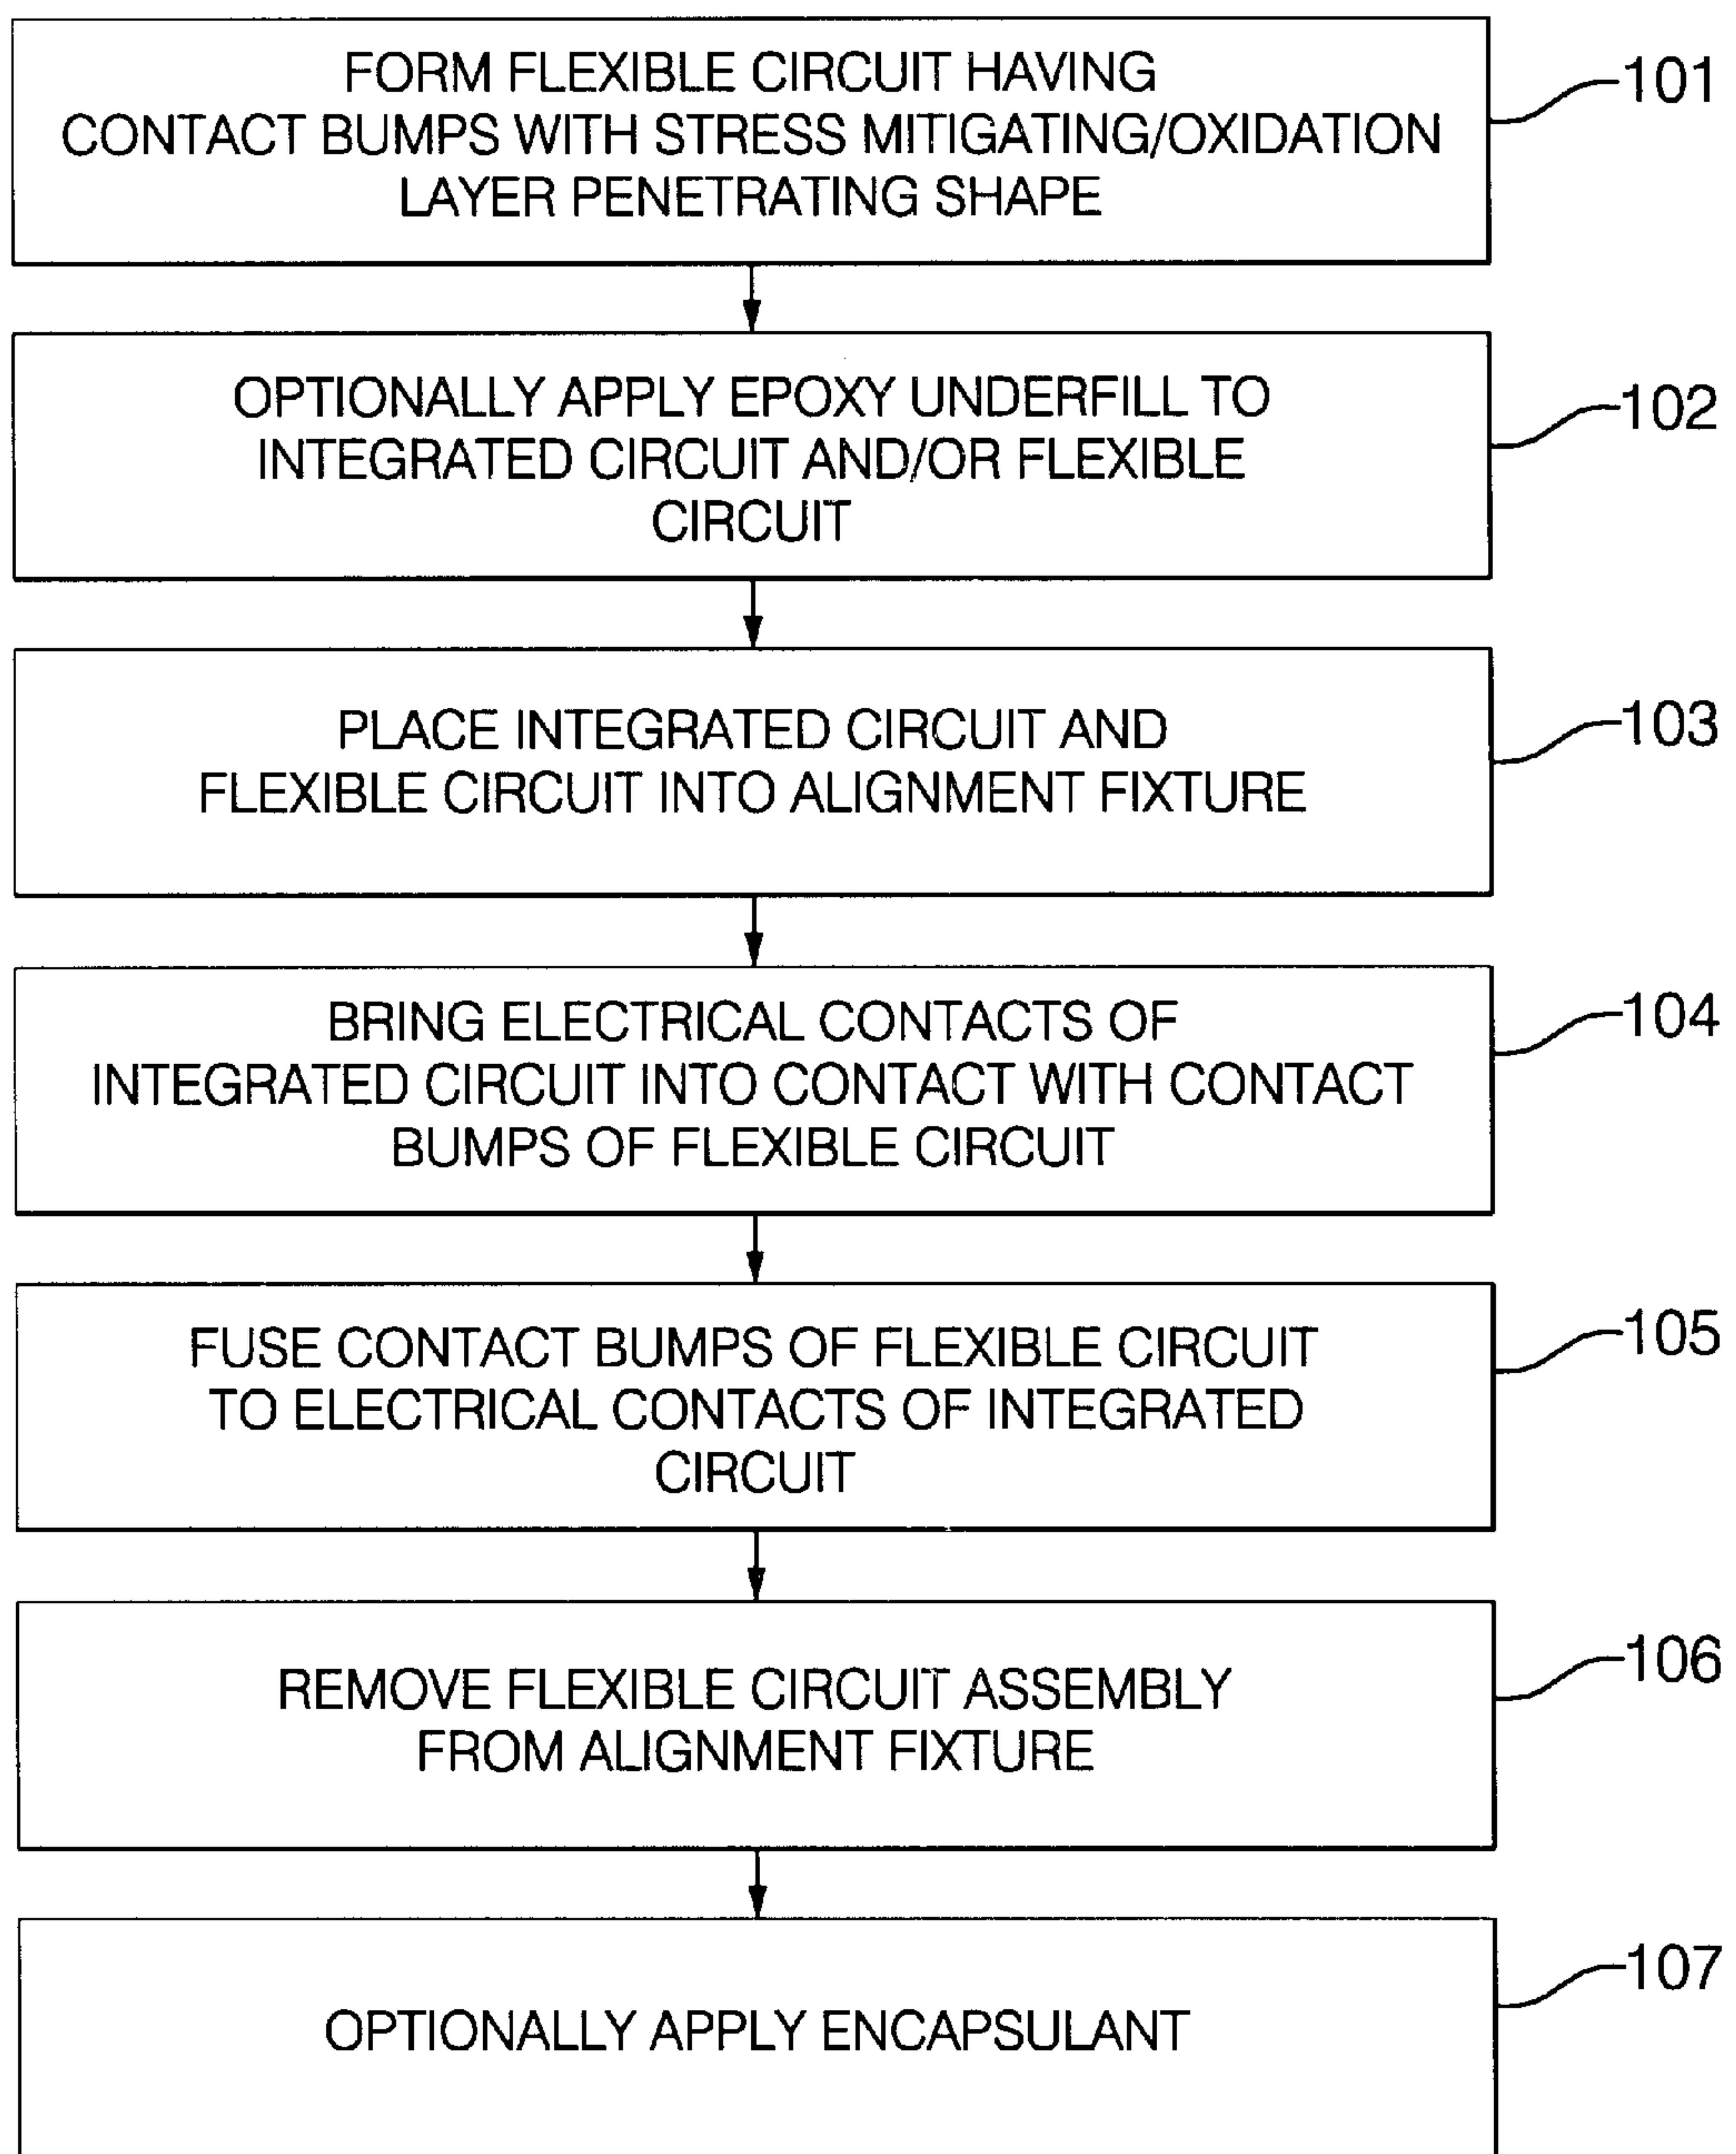 FORM FLEXIBLE CIRCUIT HAVING
CONTACT BUMPS WITH STRESS MITIGATING/OXIDATION
LAYER PENETRATING SHAPE
101
OPTIONALLY APPLY EPOXY UNDERFILL TO
INTEGRATED CIRCUIT AND/OR FLEXIBLE
CIRCUIT
102
PLACE INTEGRATED CIRCUIT AND
FLEXIBLE CIRCUIT INTO ALIGNMENT FIXTURE
103
BRING ELECTRICAL CONTACTS OF
INTEGRATED CIRCUIT INTO CONTACT WITH CONTACT
BUMPS OF FLEXIBLE CIRCUIT
104
FUSE CONTACT BUMPS OF FLEXIBLE CIRCUIT
TO ELECTRICAL CONTACTS OF INTEGRATED
CIRCUIT
105
REMOVE FLEXIBLE CIRCUIT ASSEMBLY
FROM ALIGNMENT FIXTURE
106
OPTIONALLY APPLY ENCAPSULANT
107